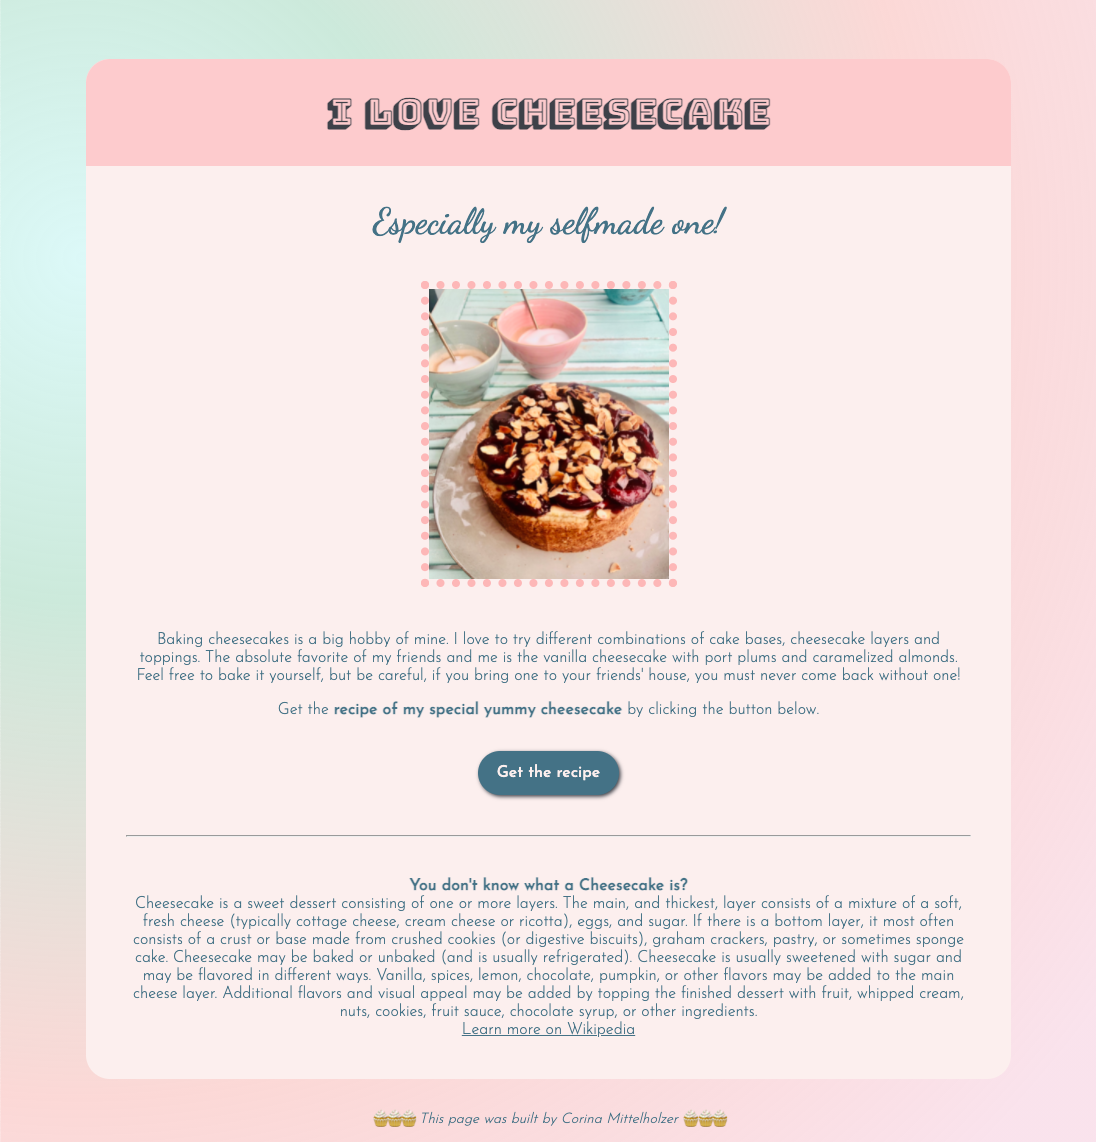 I LOVE CHEESECAKE
Especially my selfmade one!
Baking cheesecakes is a big hobby of mine. I love to try different combinations of cake bases, cheesecake layers and
toppings. The absolute favorite of my friends and me is the vanilla cheesecake with port plums and caramelized almonds.
Feel free to bake it yourself, but be careful, if you bring one to your friends' house, you must never come back without one!
Get the recipe of my special yummy cheesecake by clicking the button below.
Get the recipe
You don't know what a Cheesecake is?
Cheesecake is a sweet dessert consisting of one or more layers. The main, and thickest, layer consists of a mixture of a soft,
fresh cheese (typically cottage cheese, cream cheese or ricotta), eggs, and sugar. If there is a bottom layer, it most often
consists of a crust or base made from crushed cookies (or digestive biscuits), graham crackers, pastry, or sometimes sponge
cake. Cheesecake may be baked or unbaked (and is usually refrigerated). Cheesecake is usually sweetened with sugar and
may be flavored in different ways. Vanilla, spices, lemon, chocolate, pumpkin, or other flavors may be added to the main
cheese layer. Additional flavors and visual appeal may be added by topping the finished dessert with fruit, whipped cream,
nuts, cookies, fruit sauce, chocolate syrup, or other ingredients.
Learn more on Wikipedia
This page was built by Corina Mittelholzer